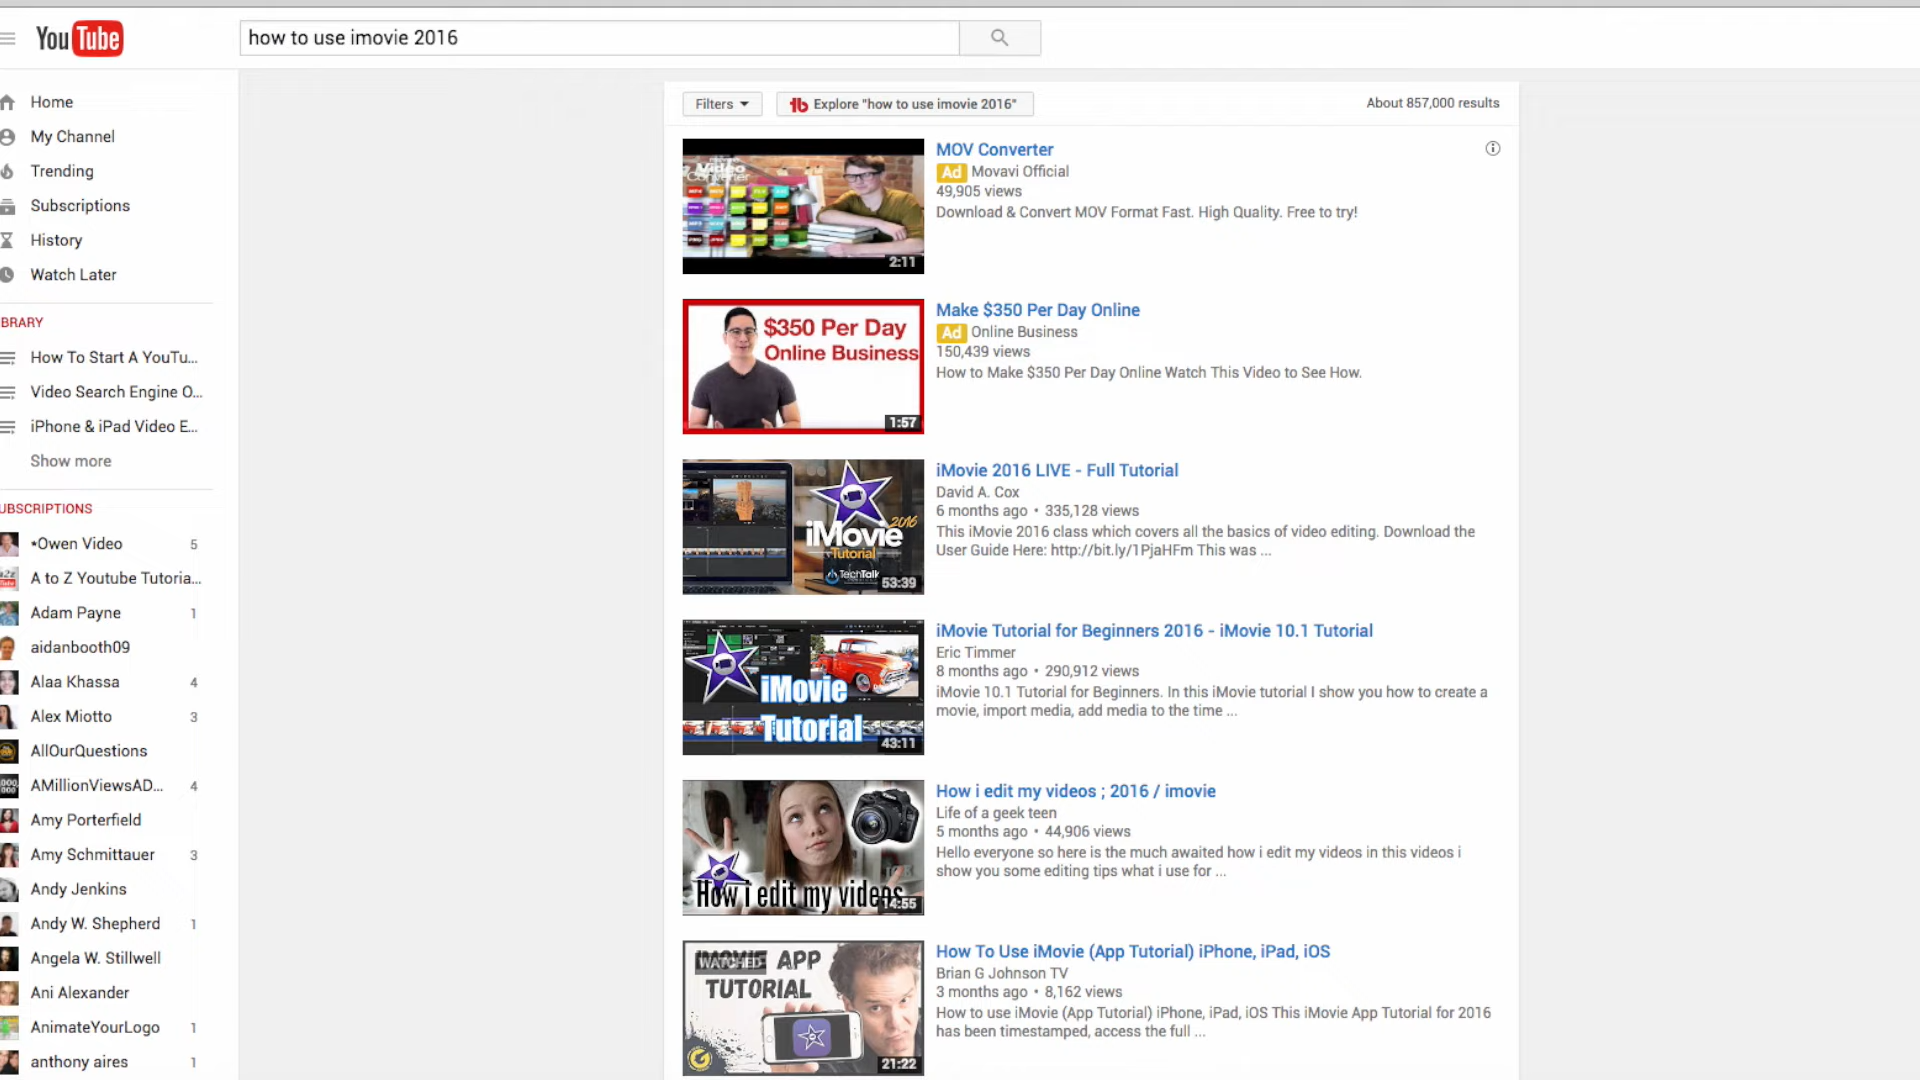 YouTube
how to use imovie 2016
Home
My Channel
Trending
Subscriptions
History
Watch Later
BRARY
How To Start A YouTu...
Video Search Engine O...
iPhone & iPad Video E...
Show more
UBSCRIPTIONS
•Owen Video 5
A to Z Youtube Tutoria...
Adam Payne 1
aidanbooth09
Alaa Khassa 4
Alex Miotto 3
AllOurQuestions
AMillionViewsAD... 4
Amy Porterfield
Amy Schmittauer 3
Andy Jenkins
Andy W. Shepherd 1
Angela W. Stillwell
Ani Alexander
AnimateYourLogo 1
anthony aires 1
Filters
Explore "how to use imovie 2016"
About 857,000 results
Video
Converter
2:11
MOV Converter
Ad Movavi Official
49,905 views
Download & Convert MOV Format Fast. High Quality. Free to try!
$350 Per Day
Online Business
1:57
Make $350 Per Day Online
Ad Online Business
150,439 views
How to Make $350 Per Day Online Watch This Video to See How.
2016
iMovie
Tutorial
TechTalk
53:39
iMovie 2016 LIVE - Full Tutorial
David A. Cox
6 months ago • 335,128 views
This iMovie 2016 class which covers all the basics of video editing. Download the
User Guide Here: http://bit.ly/1PjaHFm This was ...
iMovie
Tutorial
43:11
iMovie Tutorial for Beginners 2016 - iMovie 10.1 Tutorial
Eric Timmer
8 months ago • 290,912 views
iMovie 10.1 Tutorial for Beginners. In this iMovie tutorial I show you how to create a
movie, import media, add media to the time ...
How i edit my videos
14:55
How i edit my videos ; 2016 / imovie
Life of a geek teen
5 months ago • 44,906 views
Hello everyone so here is the much awaited how i edit my videos in this videos i
show you some editing tips what i use for ...
WATCHED
IMOVIE APP
TUTORIAL
21:22
How To Use iMovie (App Tutorial) iPhone, iPad, iOS
Brian G Johnson TV
3 months ago • 8,162 views
How to use iMovie (App Tutorial) iPhone, iPad, iOS This iMovie App Tutorial for 2016
has been timestamped, access the full ...